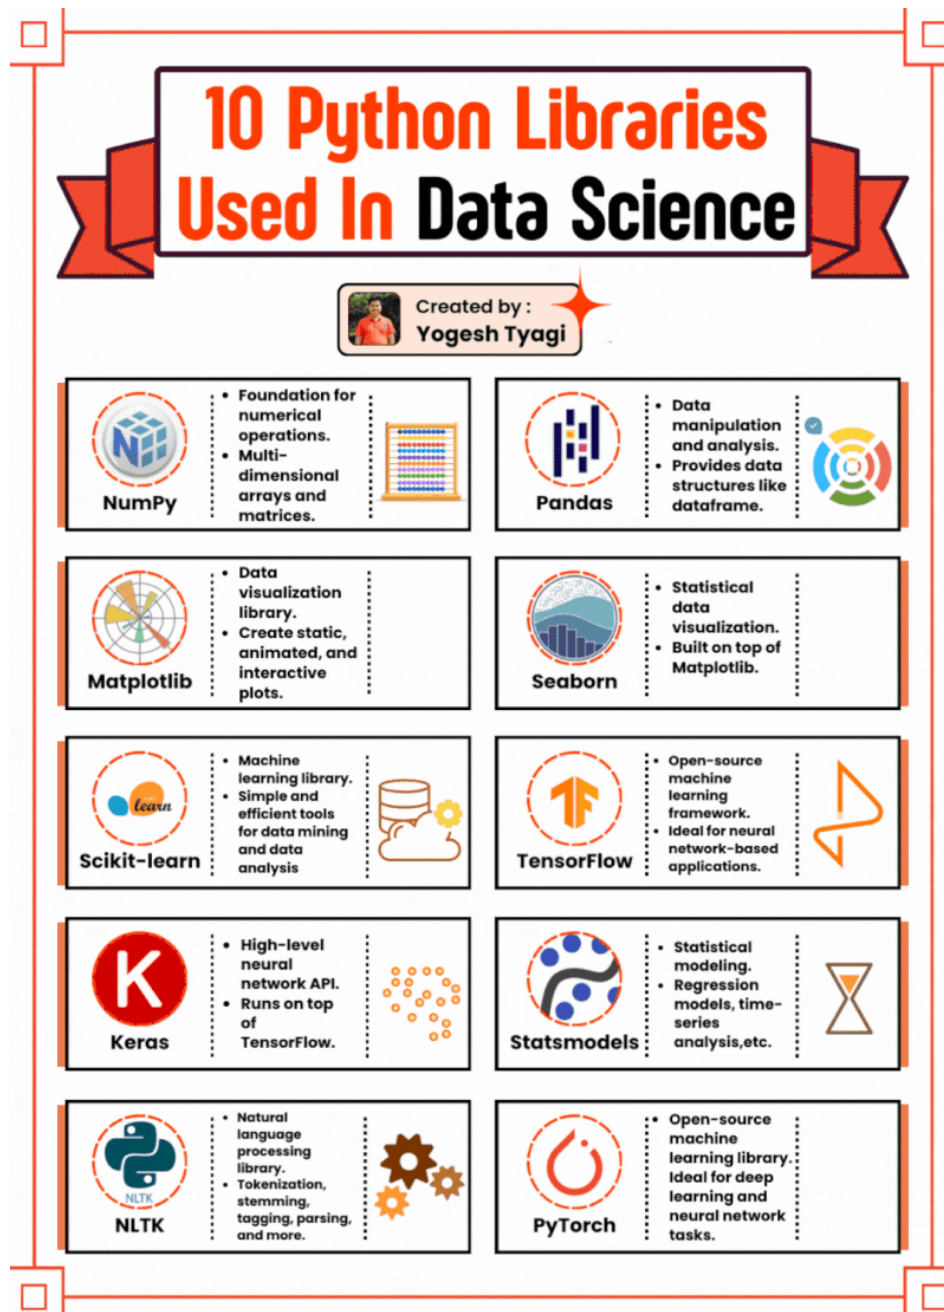 10 Python Libraries
Used In Data Science
Created by :
Yogesh Tyagi
NumPy
• Foundation for
numerical
operations.
• Multi-
dimensional
arrays and
matrices.
Pandas
• Data
manipulation
and analysis.
• Provides data
structures like
dataframe.
Matplotlib
• Data
visualization
library.
• Create static,
animated, and
interactive
plots.
Seaborn
• Statistical
data
visualization.
• Built on top of
Matplotlib.
learn
Scikit-learn
• Machine
learning library.
• Simple and
efficient tools
for data mining
and data
analysis
TensorFlow
• Open-source
machine
learning
framework.
• Ideal for neural
network-based
applications.
K
Keras
• High-level
neural
network API.
• Runs on top
of
TensorFlow.
Statsmodels
• Statistical
modeling.
• Regression
models, time-
series
analysis,etc.
NLTK
NLTK
• Natural
language
processing
library.
• Tokenization,
stemming,
tagging, parsing,
and more.
PyTorch
• Open-source
machine
learning library.
Ideal for deep
learning and
neural network
tasks.